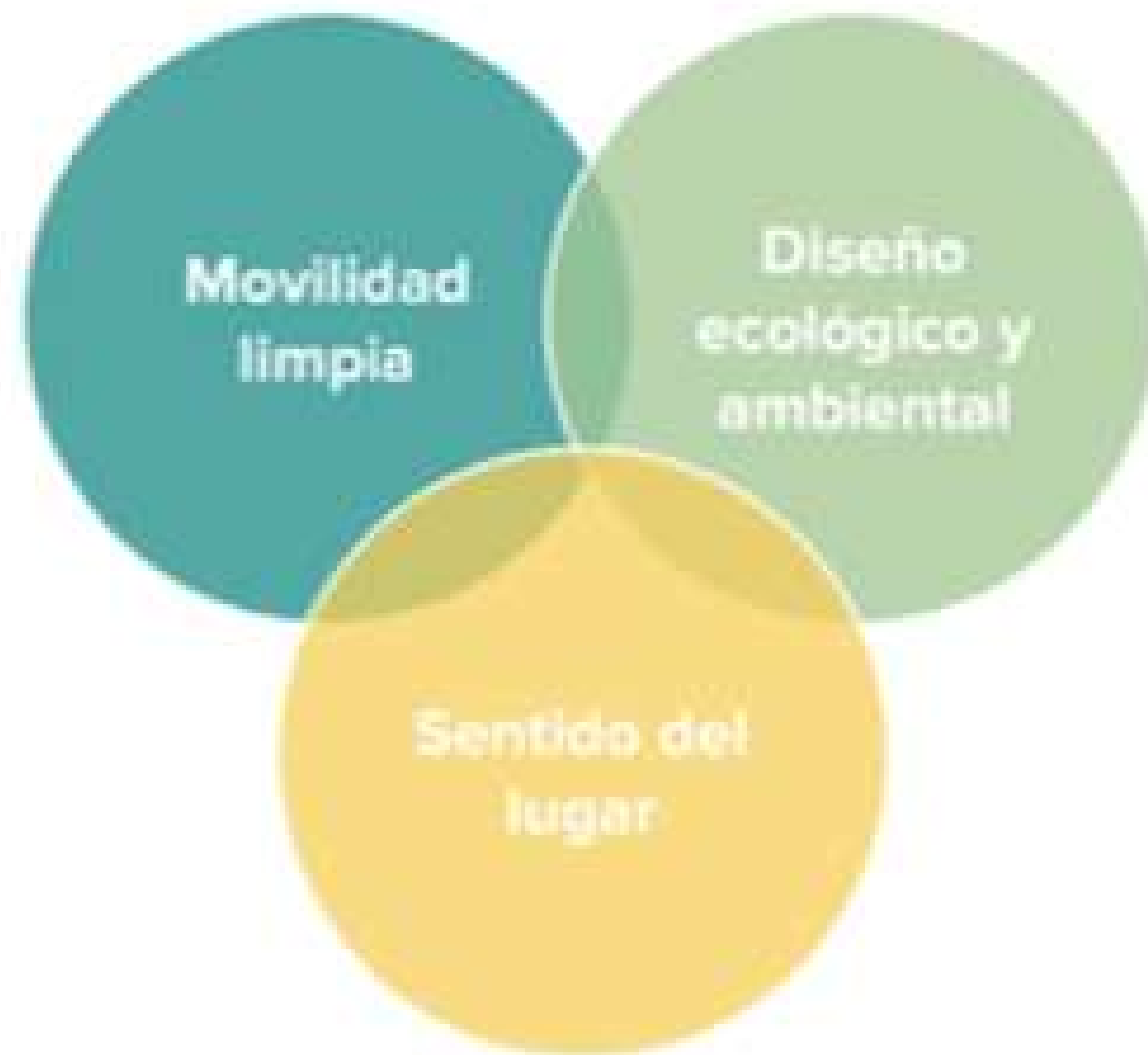 Movilidad
limpia
Diseño
ecológico y
ambiental
Sentido del
lugar